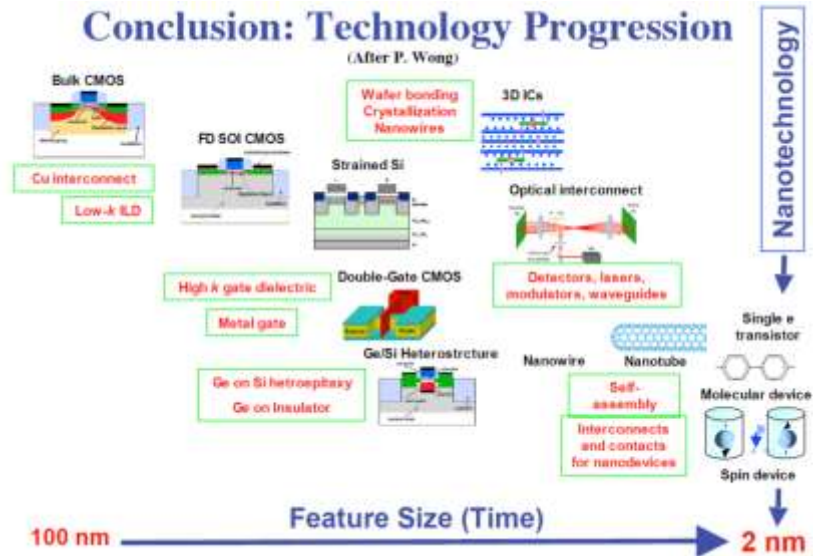 Conclusion: Technology Progression
(After P. Wong)
Nanotechnology
Bulk CMOS
Cu interconnect
Low-k ILD
FD SOI CMOS
Strained Si
Wafer bonding
Crystallization
Nanowires
3D ICs
Optical interconnect
Detectors, lasers,
modulators, waveguides
High k gate dielectric
Metal gate
Double-Gate CMOS
Ge/Si Heterostrcture
Ge on Si hetroepitaxy
Ge on Insulator
Nanowire
Nanotube
Self-
assembly
Interconnects
and contacts
for nanodevices
Single e
transistor
Molecular device
Spin device
Feature Size (Time)
100 nm
2 nm